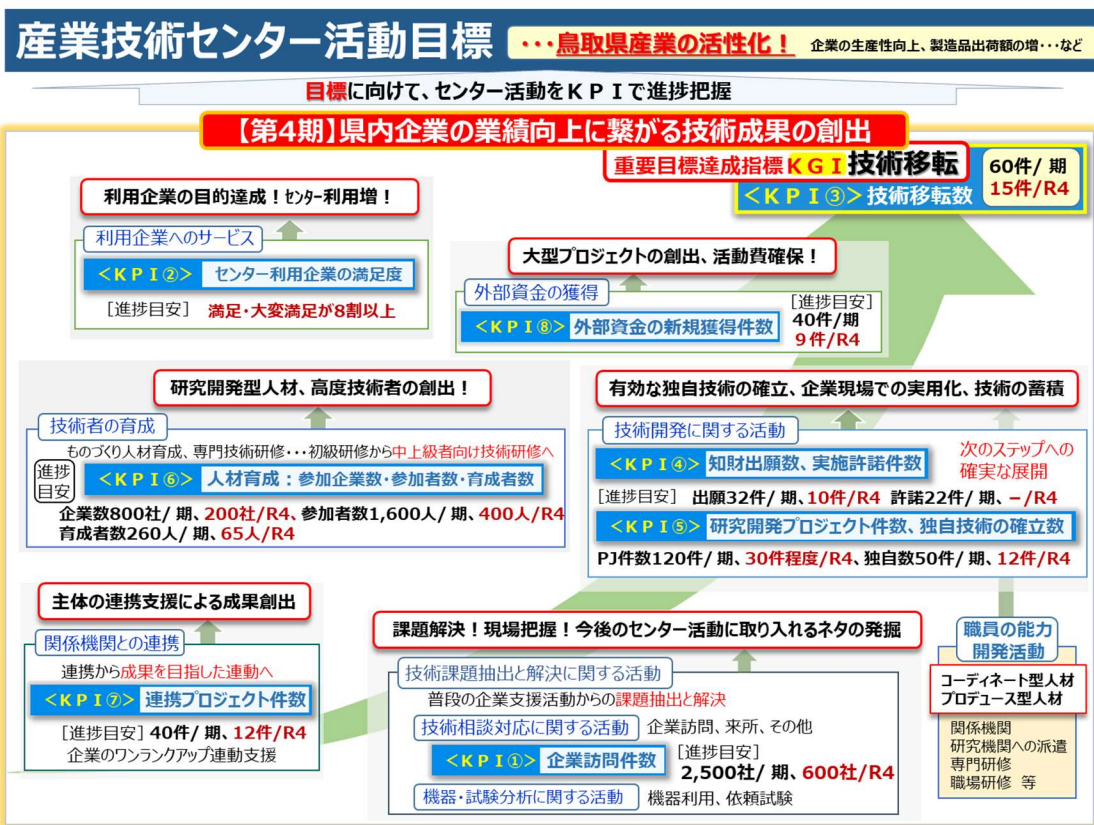 産業技術センター活動目標
・・・鳥取県産業の活性化！ 企業の生産性向上、製造品出荷額の増・・・など
目標に向けて、センター活動をＫＰＩで進捗把握
【第4期】県内企業の業績向上に繋がる技術成果の創出
重要目標達成指標ＫＧＩ技術移転
＜ＫＰＩ③＞技術移転数
60件/期
15件/R4
利用企業の目的達成！センター利用増！
利用企業へのサービス
＜ＫＰＩ②＞ センター利用企業の満足度
［進捗目安］ 満足・大変満足が8割以上
大型プロジェクトの創出、活動費確保！
外部資金の獲得
＜ＫＰＩ⑧＞ 外部資金の新規獲得件数
［進捗目安］
40件/期
9件/R4
研究開発型人材、高度技術者の創出！
技術者の育成
ものづくり人材育成、専門技術研修・・・初級研修から中上級者向け技術研修へ
進捗
目安
＜ＫＰＩ⑥＞ 人材育成：参加企業数・参加者数・育成者数
企業数800社/期、200社/R4、参加者数1,600人/期、400人/R4
育成者数260人/期、65人/R4
有効な独自技術の確立、企業現場での実用化、技術の蓄積
技術開発に関する活動
＜ＫＰＩ④＞ 知財出願数、実施許諾件数
次のステップへの
確実な展開
［進捗目安］ 出願32件/期、10件/R4 許諾22件/期、－/R4
＜ＫＰＩ⑤＞ 研究開発プロジェクト件数、独自技術の確立数
PJ件数120件/期、30件程度/R4、独自数50件/期、12件/R4
主体の連携支援による成果創出
関係機関との連携
連携から成果を目指した連動へ
＜ＫＰＩ⑦＞ 連携プロジェクト件数
［進捗目安］40件/期、12件/R4
企業のワンランクアップ連動支援
課題解決！現場把握！今後のセンター活動に取り入れるネタの発掘
技術課題抽出と解決に関する活動
普段の企業支援活動からの課題抽出と解決
技術相談対応に関する活動 企業訪問、来所、その他
＜ＫＰＩ①＞ 企業訪問件数
［進捗目安］
2,500社/期、600社/R4
機器・試験分析に関する活動 機器利用、依頼試験
職員の能力
開発活動
コーディネート型人材
プロデュース型人材
関係機関
研究機関への派遣
専門研修
職場研修 等